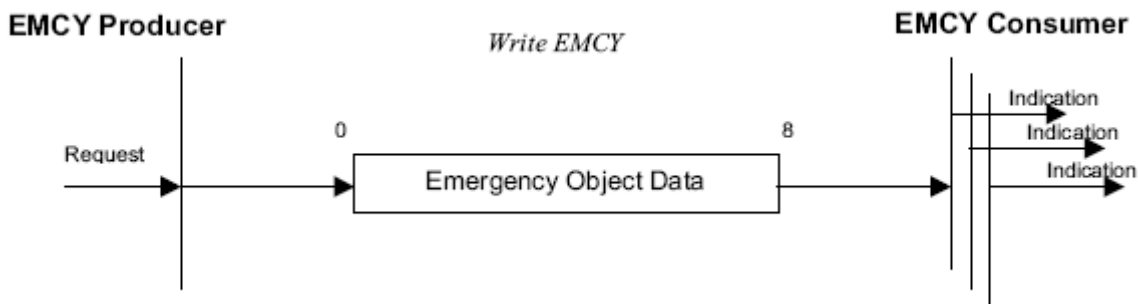 EMCY Producer
Write EMCY
EMCY Consumer
Indication
0
8
Indication
Request
Indication
Emergency Object Data